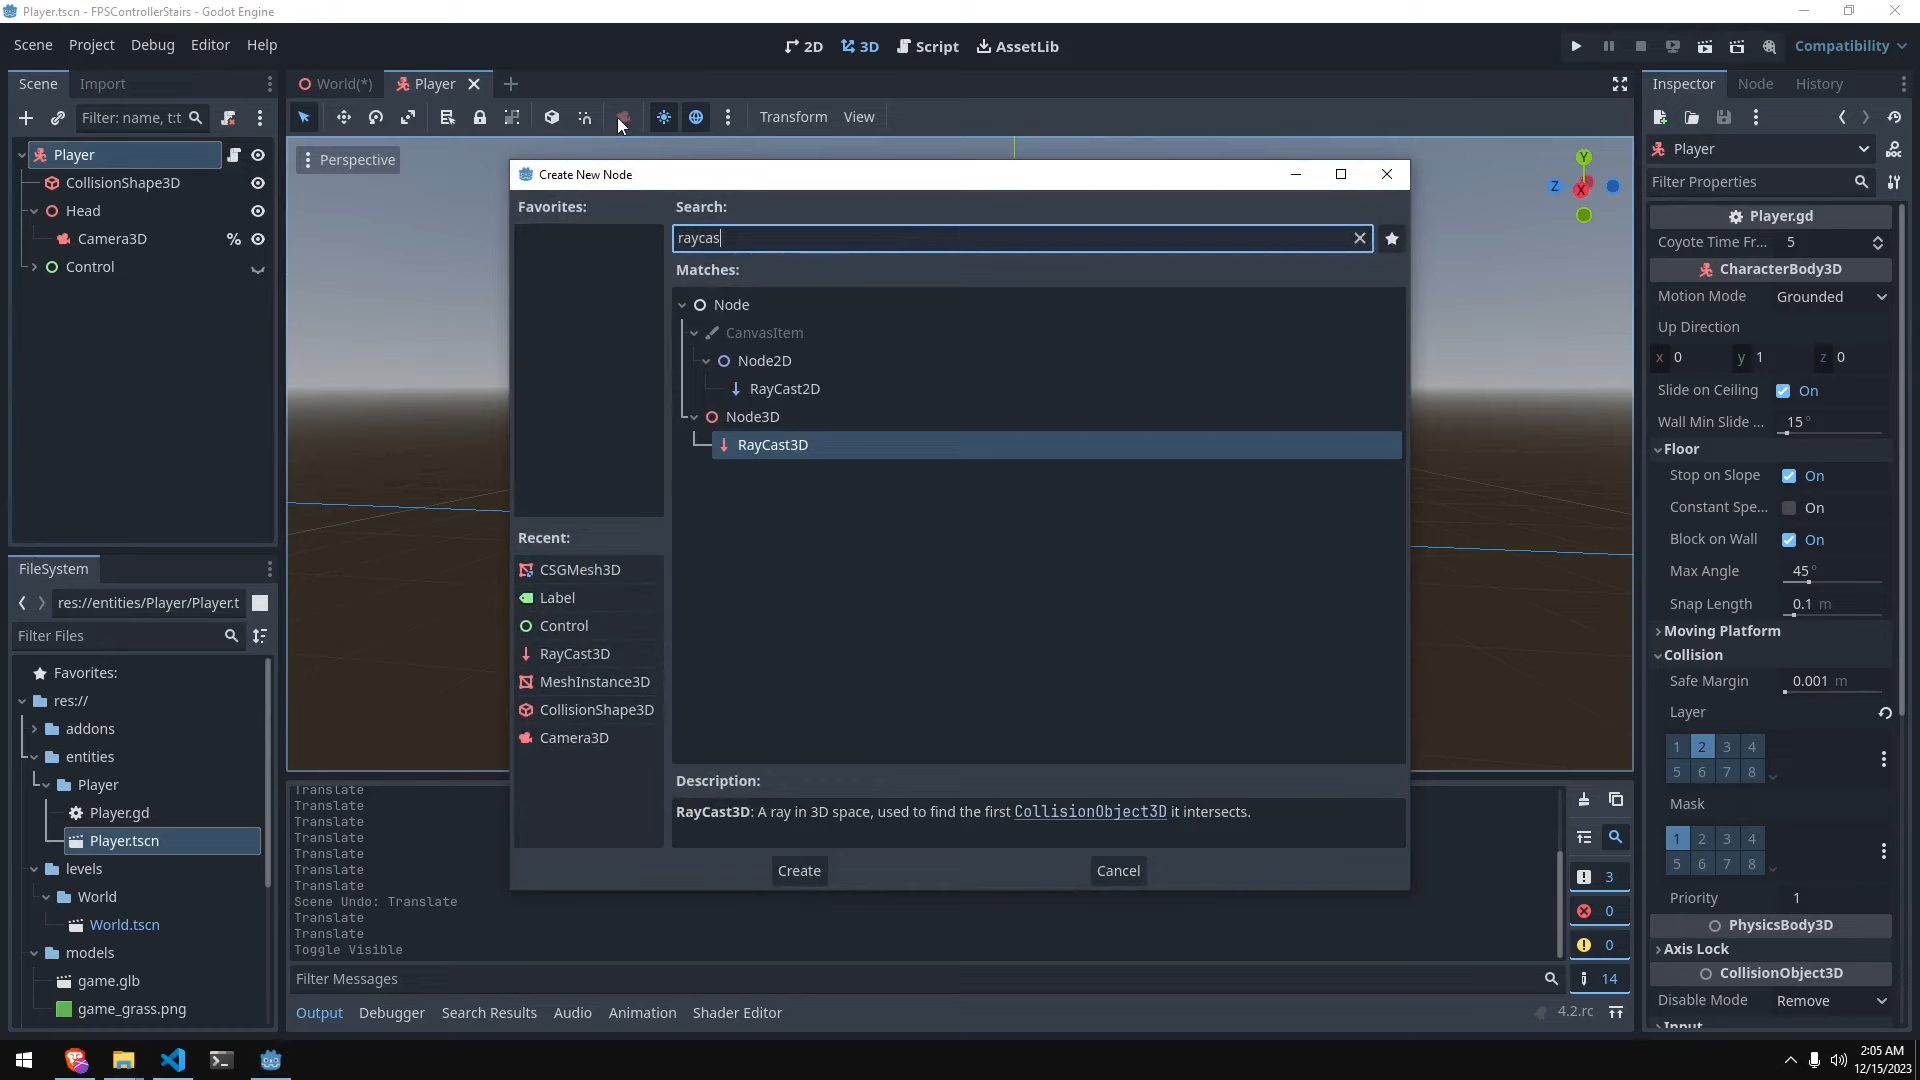 Player.tscn - FPSControllerStairs - Godot Engine
Scene Project Debug Editor Help
2D 3D Script AssetLib
Compatibility
Scene Import
World(*) Player
Inspector Node History
Filter: name, t:t
Transform View
Perspective
Player
CollisionShape3D
Head
Camera3D
Control
Y
Z
X
Create New Node
Favorites:
Search:
raycas
Matches:
Node
CanvasItem
Node2D
RayCast2D
Node3D
RayCast3D
Recent:
CSGMesh3D
Label
Control
RayCast3D
MeshInstance3D
CollisionShape3D
Camera3D
Description:
RayCast3D: A ray in 3D space, used to find the first CollisionObject3D it intersects.
Create Cancel
Player
Filter Properties
Player.gd
Coyote Time Fr... 5
CharacterBody3D
Motion Mode Grounded
Up Direction
x 0 y 1 z 0
Slide on Ceiling On
Wall Min Slide ... 15 °
Floor
Stop on Slope On
Constant Spe... On
Block on Wall On
Max Angle 45 °
Snap Length 0.1 m
Moving Platform
Collision
Safe Margin 0.001 m
Layer
1 2 3 4
5 6 7 8
Mask
1 2 3 4
5 6 7 8
Priority 1
PhysicsBody3D
Axis Lock
CollisionObject3D
Disable Mode Remove
Input
FileSystem
res://entities/Player/Player.t
Filter Files
Favorites:
res://
addons
entities
Player
Player.gd
Player.tscn
levels
World
World.tscn
models
game.glb
game_grass.png
Translate
Translate
Translate
Translate
Translate
Translate
Translate
Scene Undo: Translate
Translate
Translate
Toggle Visible
3
0
0
14
Filter Messages
Output Debugger Search Results Audio Animation Shader Editor
4.2.rc
2:05 AM
12/15/2023